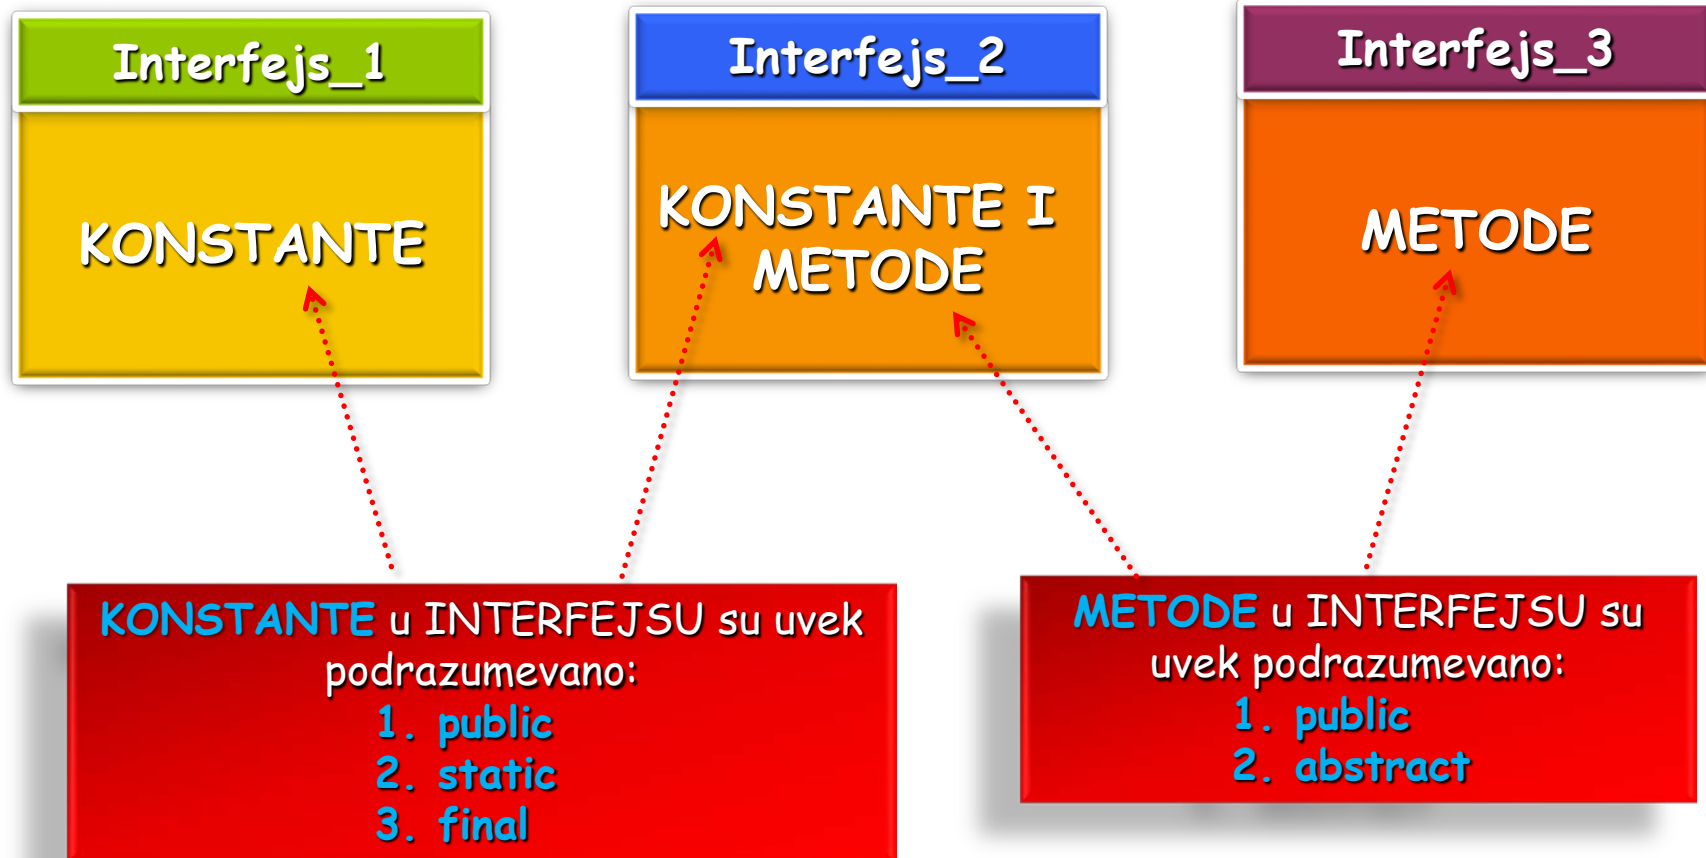 Interfejs_1
KONSTANTE
Interfejs_2
KONSTANTE I
METODE
Interfejs_3
METODE
KONSTANTE u INTERFEJSU su uvek
podrazumevano:
1. public
2. static
3. final
METODE u INTERFEJSU su
uvek podrazumevano:
1. public
2. abstract